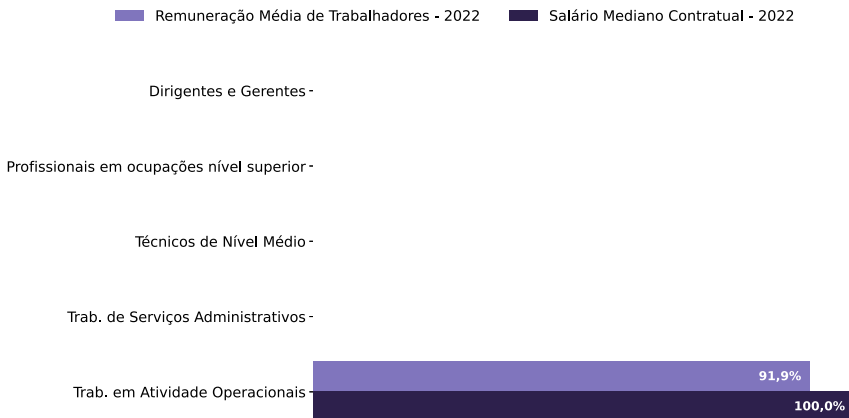 Remuneração Média de Trabalhadores - 2022 Salário Mediano Contratual - 2022
Dirigentes e Gerentes
Profissionais em ocupações nível superior
Técnicos de Nível Médio
Trab. de Serviços Administrativos
91,9%
Trab. em Atividade Operacionais
100,0%